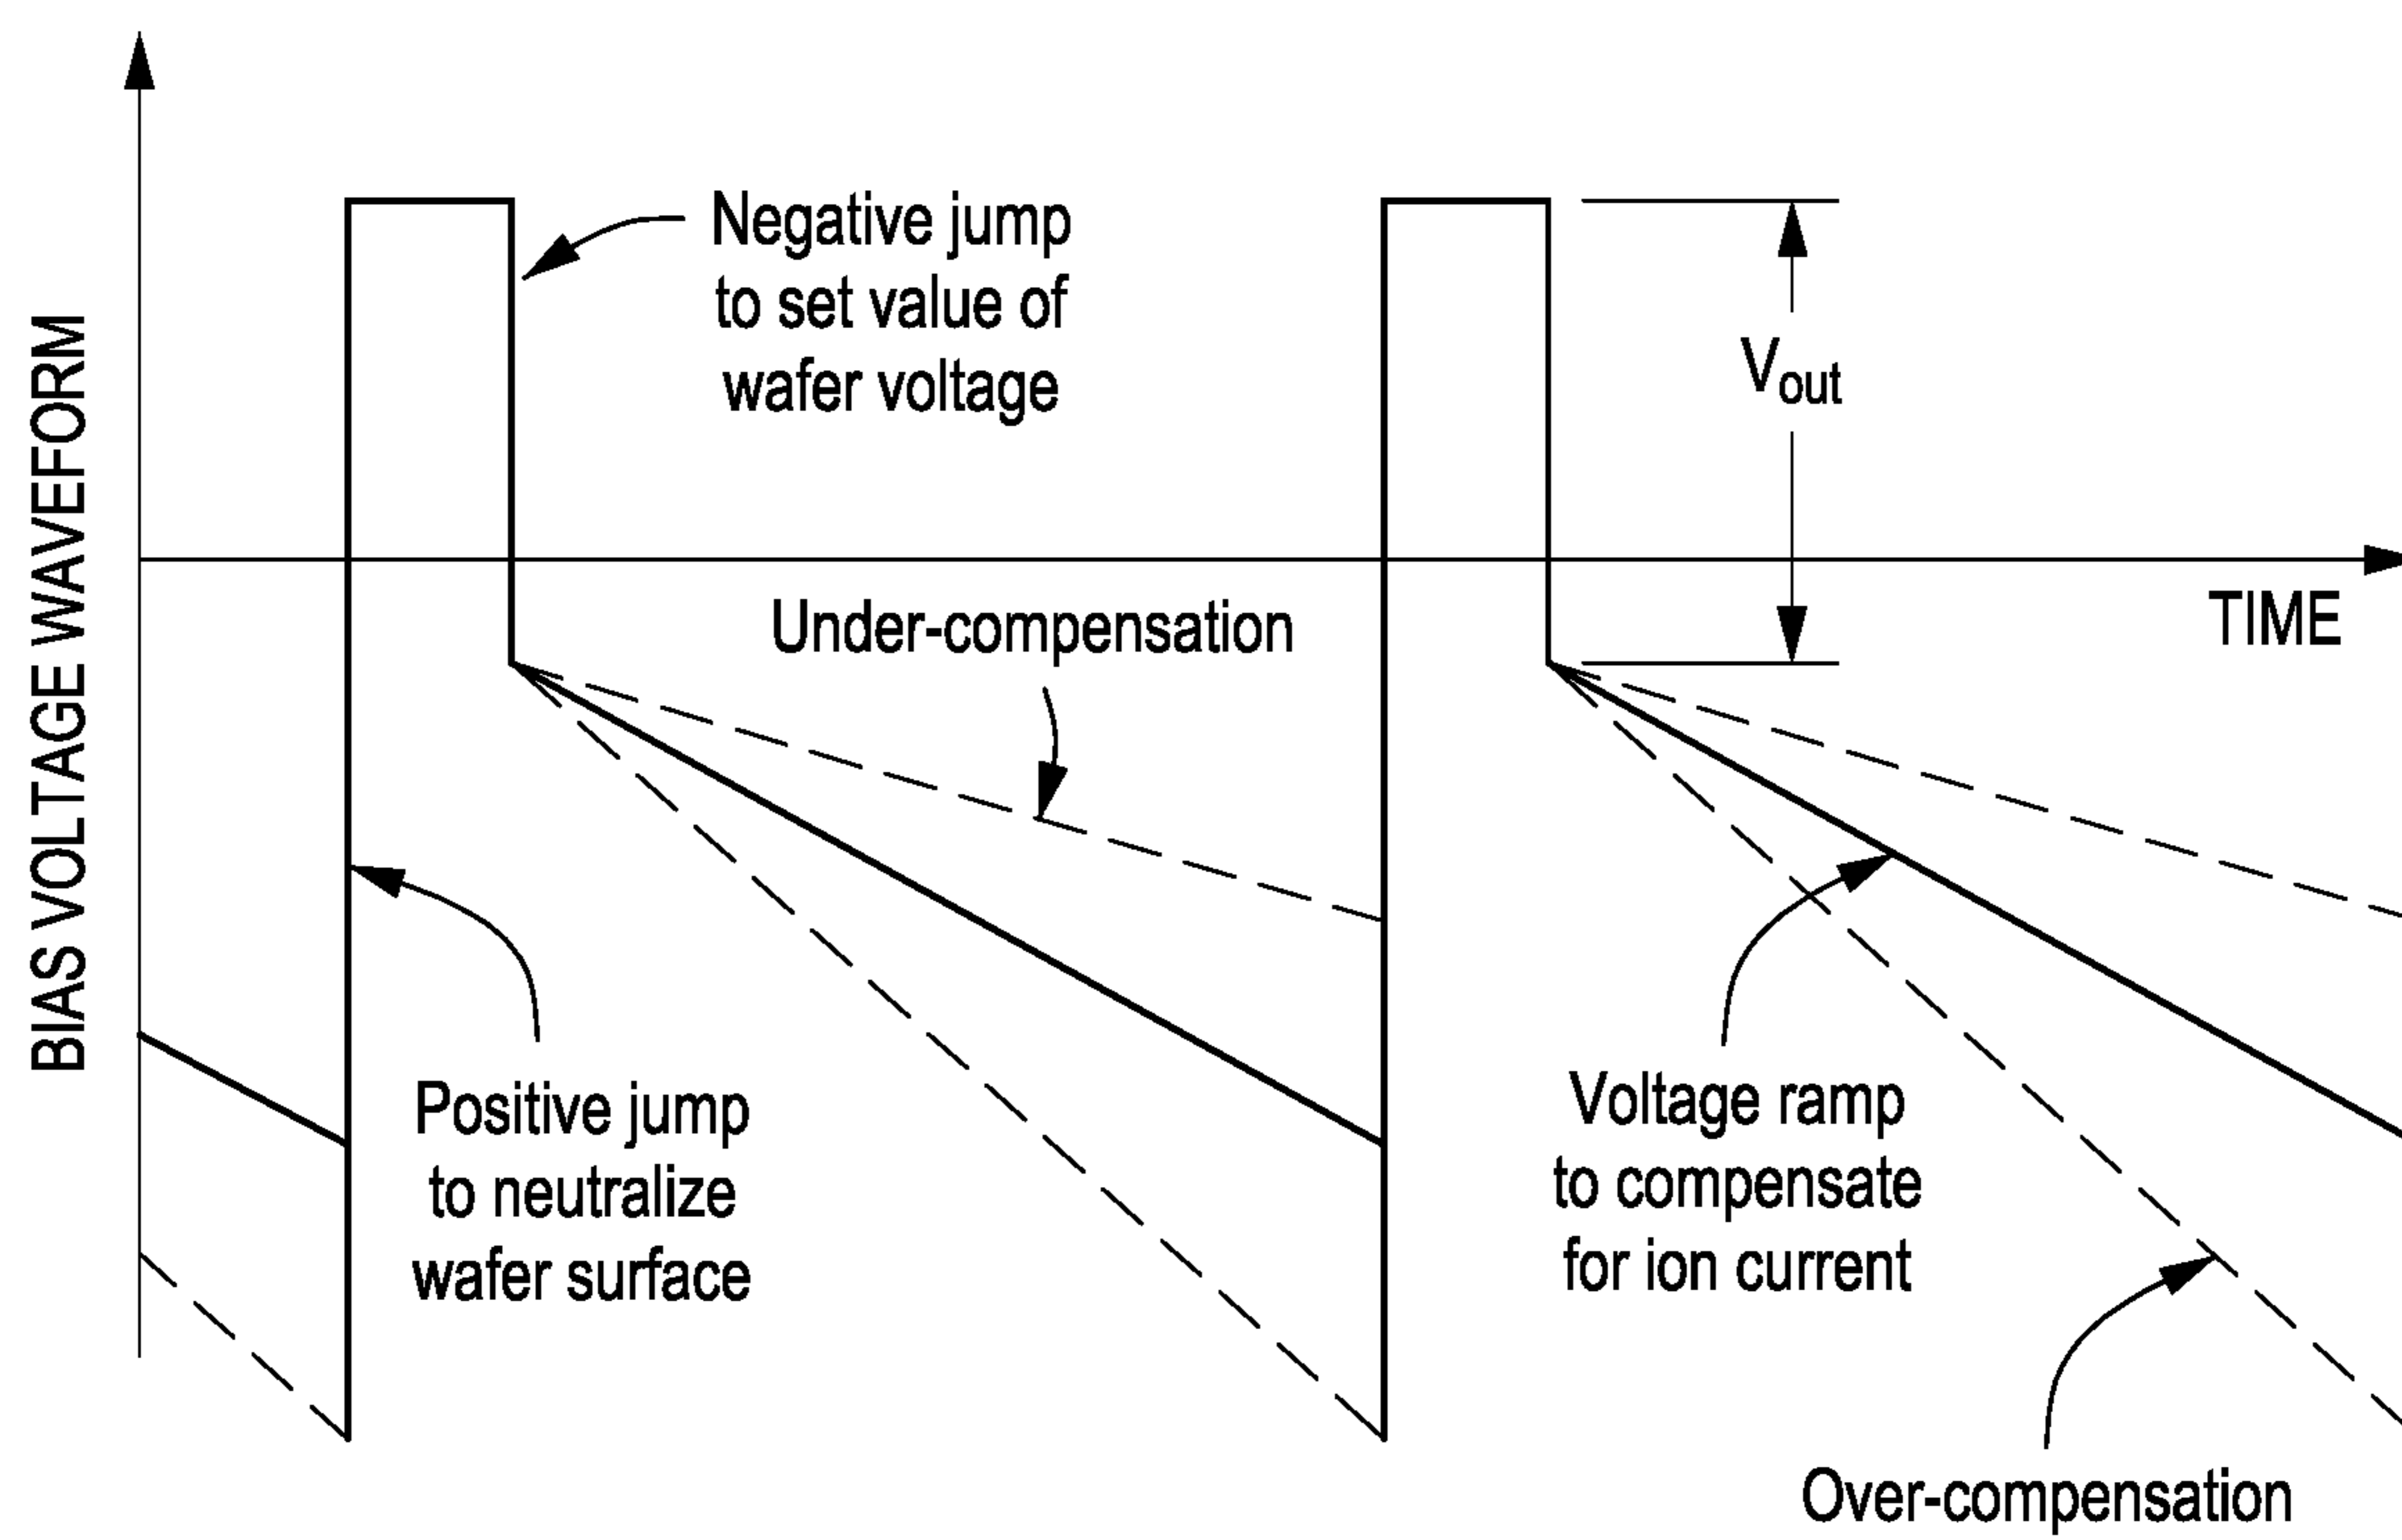 BIAS VOLTAGE WAVEFORM
Negative jump
to set value of
wafer voltage
Vout
TIME
Under-compensation
Positive jump
to neutralize
wafer surface
Voltage ramp
to compensate
for ion current
Over-compensation